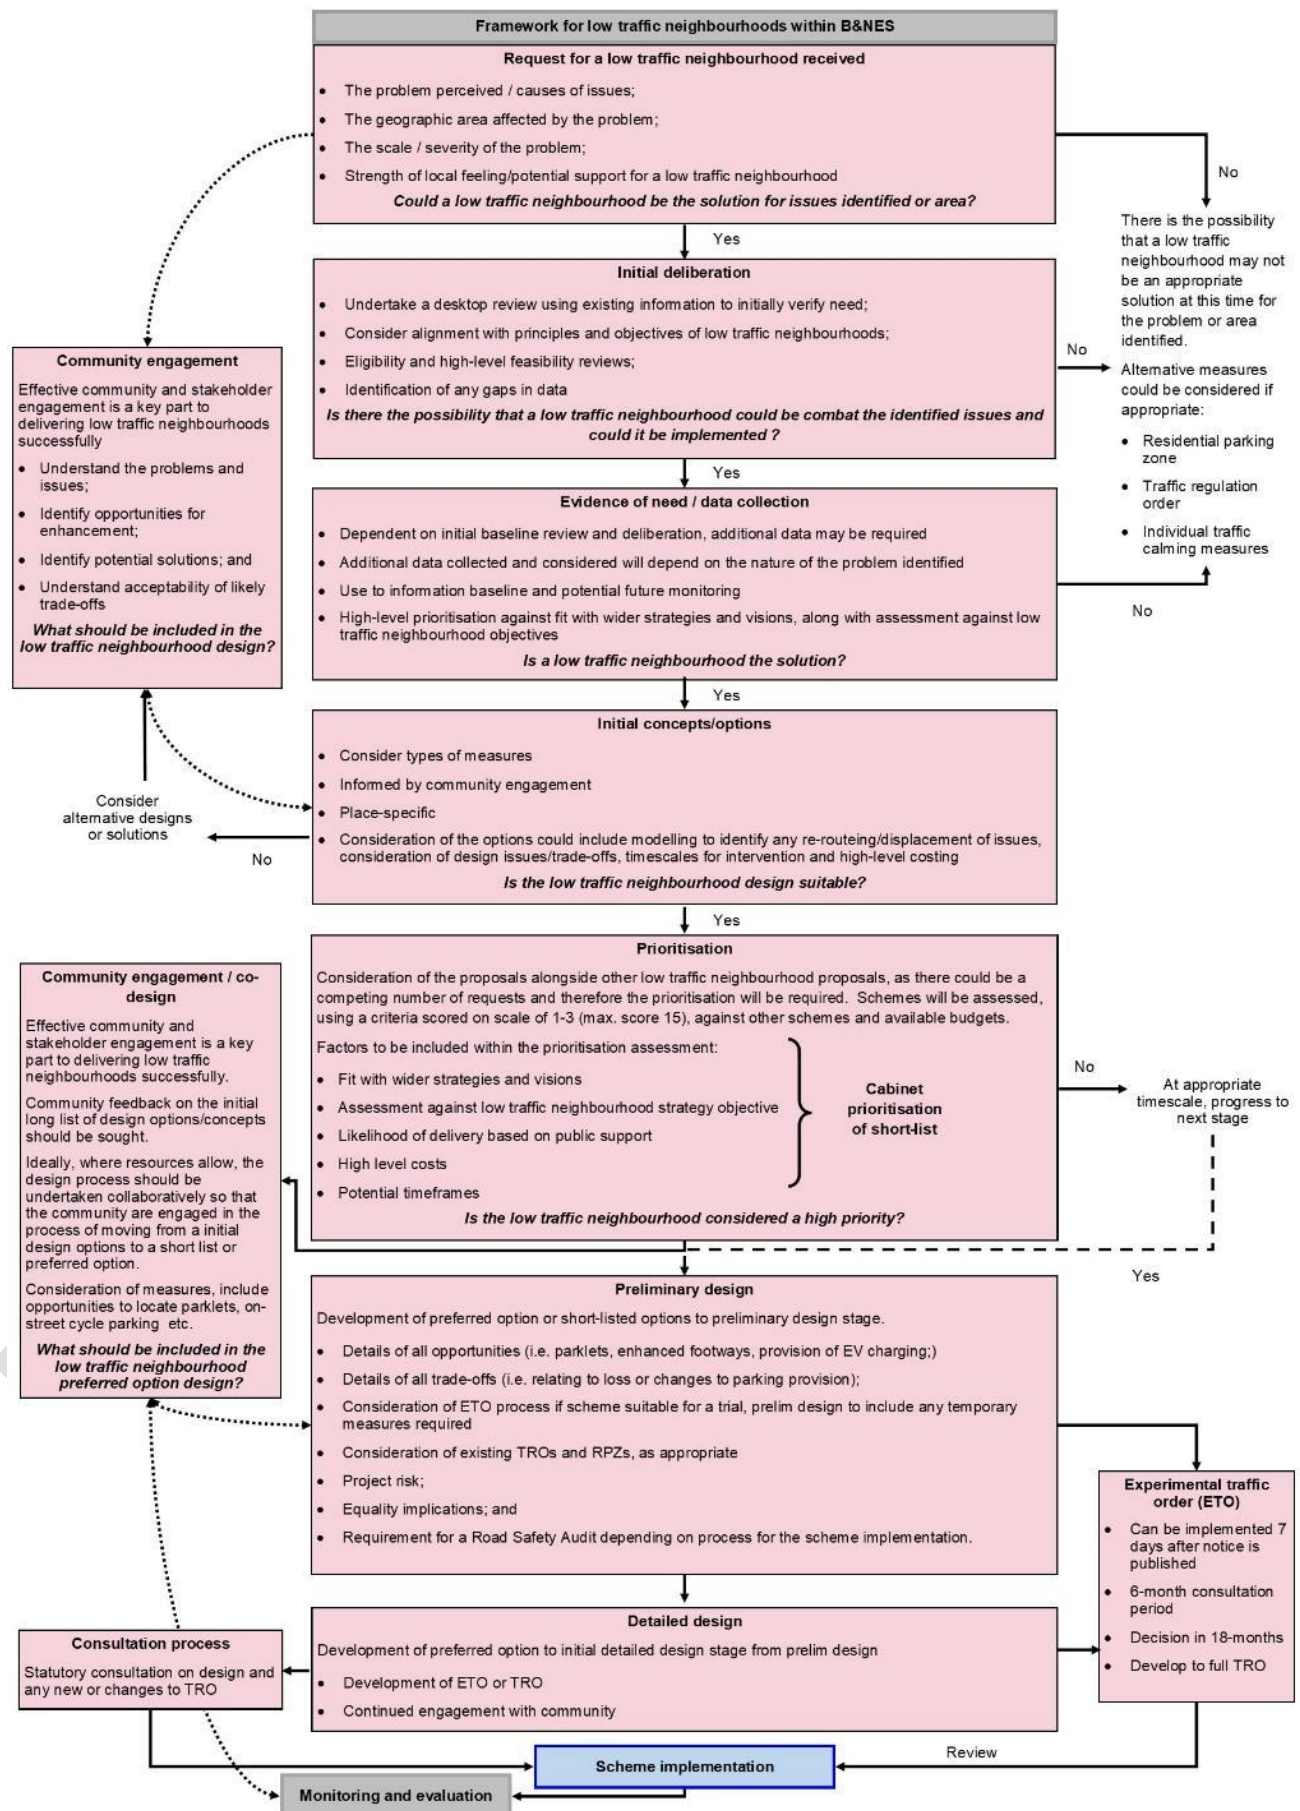 Framework for low traffic neighbourhoods within B&NES
Request for a low traffic neighbourhood received
• The problem perceived / causes of issues;
• The geographic area affected by the problem;
• The scale / severity of the problem;
• Strength of local feeling/potential support for a low traffic neighbourhood
Could a low traffic neighbourhood be the solution for issues identified or area?
No
Yes
There is the possibility
that a low traffic
neighbourhood may not
be an appropriate
solution at this time for
the problem or area
identified.
Alternative measures
could be considered if
appropriate:
• Residential parking
zone
• Traffic regulation
order
• Individual traffic
calming measures
Initial deliberation
• Undertake a desktop review using existing information to initially verify need;
• Consider alignment with principles and objectives of low traffic neighbourhoods;
• Eligibility and high-level feasibility reviews;
• Identification of any gaps in data
Is there the possibility that a low traffic neighbourhood could be combat the identified issues and
could it be implemented ?
No
Yes
Community engagement
Effective community and stakeholder
engagement is a key part to
delivering low traffic neighbourhoods
successfully
• Understand the problems and
issues;
• Identify opportunities for
enhancement;
• Identify potential solutions; and
• Understand acceptability of likely
trade-offs
What should be included in the
low traffic neighbourhood design?
Evidence of need / data collection
• Dependent on initial baseline review and deliberation, additional data may be required
• Additional data collected and considered will depend on the nature of the problem identified
• Use to information baseline and potential future monitoring
• High-level prioritisation against fit with wider strategies and visions, along with assessment against low
traffic neighbourhood objectives
Is a low traffic neighbourhood the solution?
No
Yes
Initial concepts/options
• Consider types of measures
• Informed by community engagement
• Place-specific
• Consideration of the options could include modelling to identify any re-routeing/displacement of issues,
consideration of design issues/trade-offs, timescales for intervention and high-level costing
Is the low traffic neighbourhood design suitable?
Consider
alternative designs
or solutions
No
Yes
Prioritisation
Consideration of the proposals alongside other low traffic neighbourhood proposals, as there could be a
competing number of requests and therefore the prioritisation will be required. Schemes will be assessed,
using a criteria scored on scale of 1-3 (max. score 15), against other schemes and available budgets.
Factors to be included within the prioritisation assessment:
• Fit with wider strategies and visions
• Assessment against low traffic neighbourhood strategy objective
• Likelihood of delivery based on public support
• High level costs
• Potential timeframes
Cabinet
prioritisation
of short-list
Is the low traffic neighbourhood considered a high priority?
No
At appropriate
timescale, progress to
next stage
Yes
Community engagement / co-
design
Effective community and
stakeholder engagement is a key
part to delivering low traffic
neighbourhoods successfully.
Community feedback on the initial
long list of design options/concepts
should be sought.
Ideally, where resources allow, the
design process should be
undertaken collaboratively so that
the community are engaged in the
process of moving from a initial
design options to a short list or
preferred option.
Consideration of measures, include
opportunities to locate parklets, on-
street cycle parking etc.
What should be included in the
low traffic neighbourhood
preferred option design?
Preliminary design
Development of preferred option or short-listed options to preliminary design stage.
• Details of all opportunities (i.e. parklets, enhanced footways, provision of EV charging;)
• Details of all trade-offs (i.e. relating to loss or changes to parking provision);
• Consideration of ETO process if scheme suitable for a trial, prelim design to include any temporary
measures required
• Consideration of existing TROs and RPZs, as appropriate
• Project risk;
• Equality implications; and
• Requirement for a Road Safety Audit depending on process for the scheme implementation.
Experimental traffic
order (ETO)
• Can be implemented 7
days after notice is
published
• 6-month consultation
period
• Decision in 18-months
• Develop to full TRO
Detailed design
Development of preferred option to initial detailed design stage from prelim design
• Development of ETO or TRO
• Continued engagement with community
Consultation process
Statutory consultation on design and
any new or changes to TRO
Review
Scheme implementation
Monitoring and evaluation